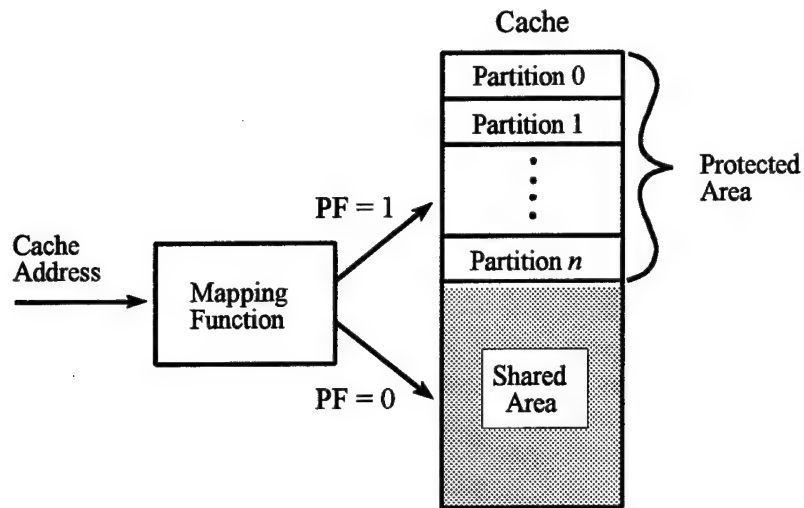 Cache
Partition 0
Partition 1
Protected
Area
PF = 1
Cache
Address
Partition n
Mapping
Function
Shared
Area
PF = 0